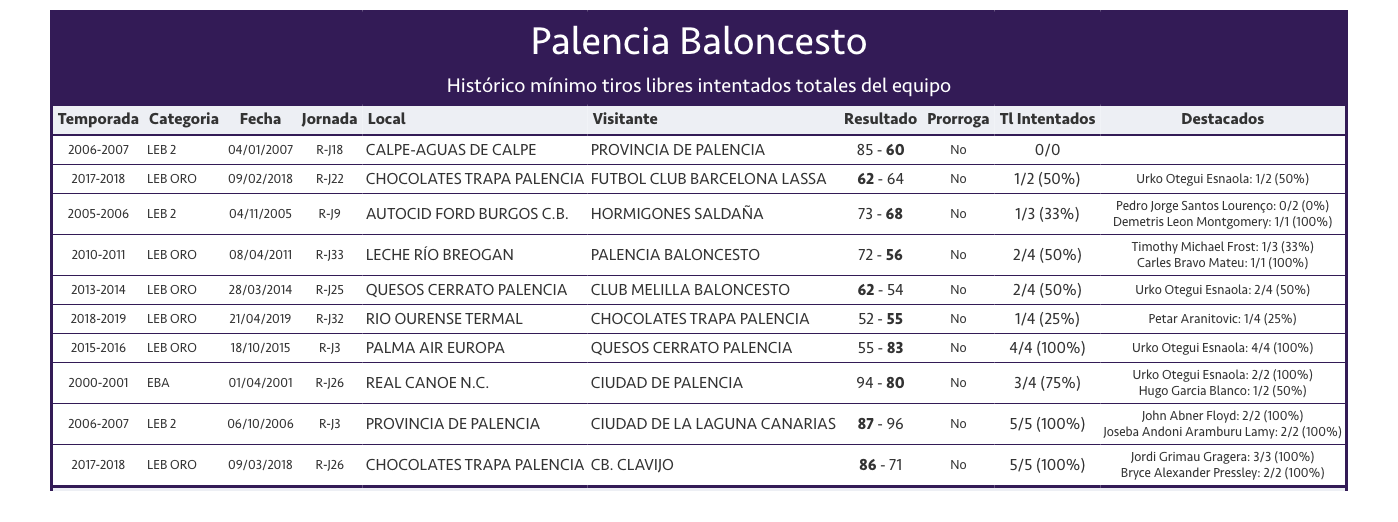 Palencia Baloncesto
Histórico mínimo tiros libres intentados totales del equipo
Temporada Categoria Fecha Jornada Local Visitante Resultado Prorroga Tl Intentados Destacados
2006-2007 LEB 2 04/01/2007 R-J18 CALPE-AGUAS DE CALPE PROVINCIA DE PALENCIA 85 - 60 No 0/0
2017-2018 LEB ORO 09/02/2018 R-J22 CHOCOLATES TRAPA PALENCIA FUTBOL CLUB BARCELONA LASSA 62 - 64 No 1/2 (50%) Urko Otegui Esnaola: 1/2 (50%)
2005-2006 LEB 2 04/11/2005 R-J9 AUTOCID FORD BURGOS C.B. HORMIGONES SALDAÑA 73 - 68 No 1/3 (33%) Pedro Jorge Santos Lourenço: 0/2 (0%)
Demetris Leon Montgomery: 1/1 (100%)
2010-2011 LEB ORO 08/04/2011 R-J33 LECHE RÍO BREOGAN PALENCIA BALONCESTO 72 - 56 No 2/4 (50%) Timothy Michael Frost: 1/3 (33%)
Carles Bravo Mateu: 1/1 (100%)
2013-2014 LEB ORO 28/03/2014 R-J25 QUESOS CERRATO PALENCIA CLUB MELILLA BALONCESTO 62 - 54 No 2/4 (50%) Urko Otegui Esnaola: 2/4 (50%)
2018-2019 LEB ORO 21/04/2019 R-J32 RIO OURENSE TERMAL CHOCOLATES TRAPA PALENCIA 52 - 55 No 1/4 (25%) Petar Aranitovic: 1/4 (25%)
2015-2016 LEB ORO 18/10/2015 R-J3 PALMA AIR EUROPA QUESOS CERRATO PALENCIA 55 - 83 No 4/4 (100%) Urko Otegui Esnaola: 4/4 (100%)
2000-2001 EBA 01/04/2001 R-J26 REAL CANOE N.C. CIUDAD DE PALENCIA 94 - 80 No 3/4 (75%) Urko Otegui Esnaola: 2/2 (100%)
Hugo Garcia Blanco: 1/2 (50%)
2006-2007 LEB 2 06/10/2006 R-J3 PROVINCIA DE PALENCIA CIUDAD DE LA LAGUNA CANARIAS 87 - 96 No 5/5 (100%) John Abner Floyd: 2/2 (100%)
Joseba Andoni Aramburu Lamy: 2/2 (100%)
2017-2018 LEB ORO 09/03/2018 R-J26 CHOCOLATES TRAPA PALENCIA CB. CLAVIJO 86 - 71 No 5/5 (100%) Jordi Grimau Gragera: 3/3 (100%)
Bryce Alexander Pressley: 2/2 (100%)